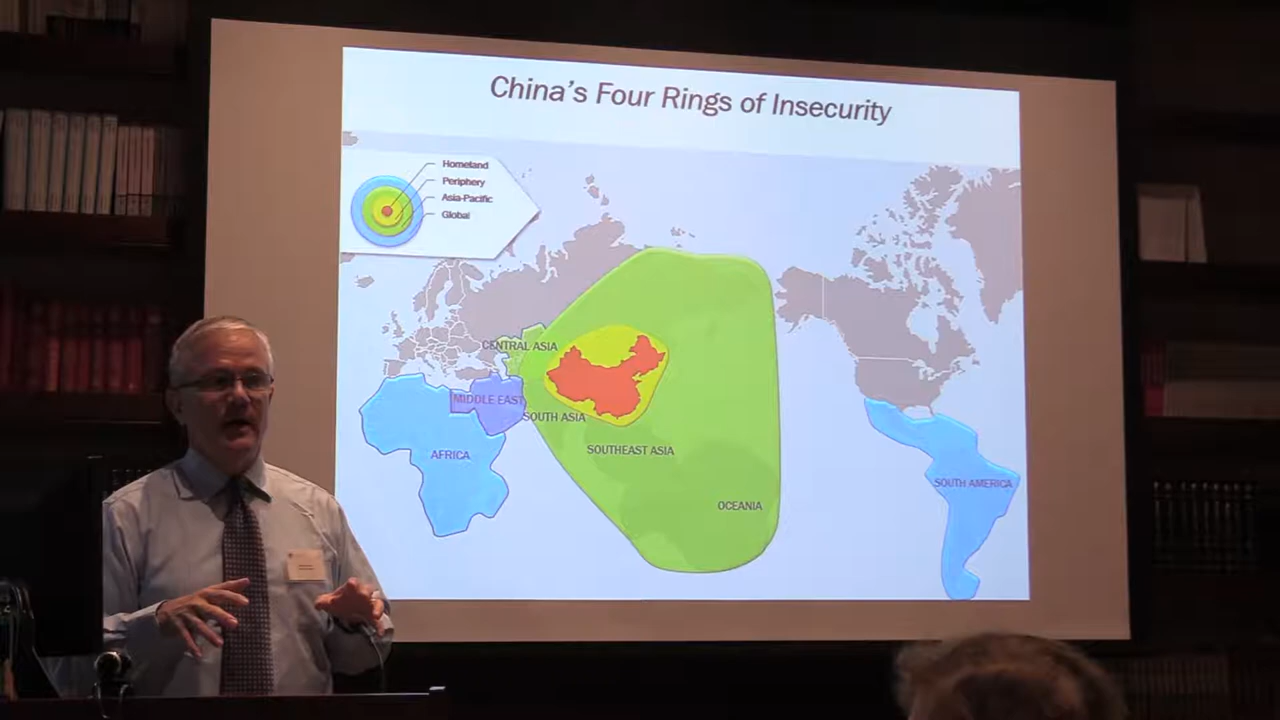 China's Four Rings of Insecurity
Homeland
Periphery
Asia-Pacific
Global
CENTRAL ASIA
MIDDLE EAST
SOUTH ASIA
SOUTHEAST ASIA
AFRICA
SOUTH AMERICA
OCEANIA